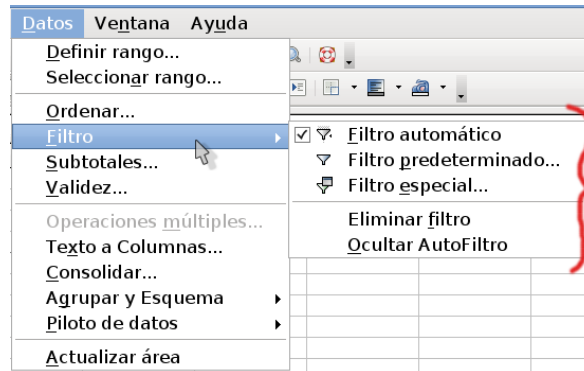 Datos Ventana Ayuda
Definir rango...
Seleccionar rango...
Ordenar...
Filtro
Subtotales...
Validez...
Operaciones múltiples...
Texto a Columnas...
Consolidar...
Agrupar y Esquema
Piloto de datos
Actualizar área
Filtro automático
Filtro predeterminado...
Filtro especial...
Eliminar filtro
Ocultar AutoFiltro